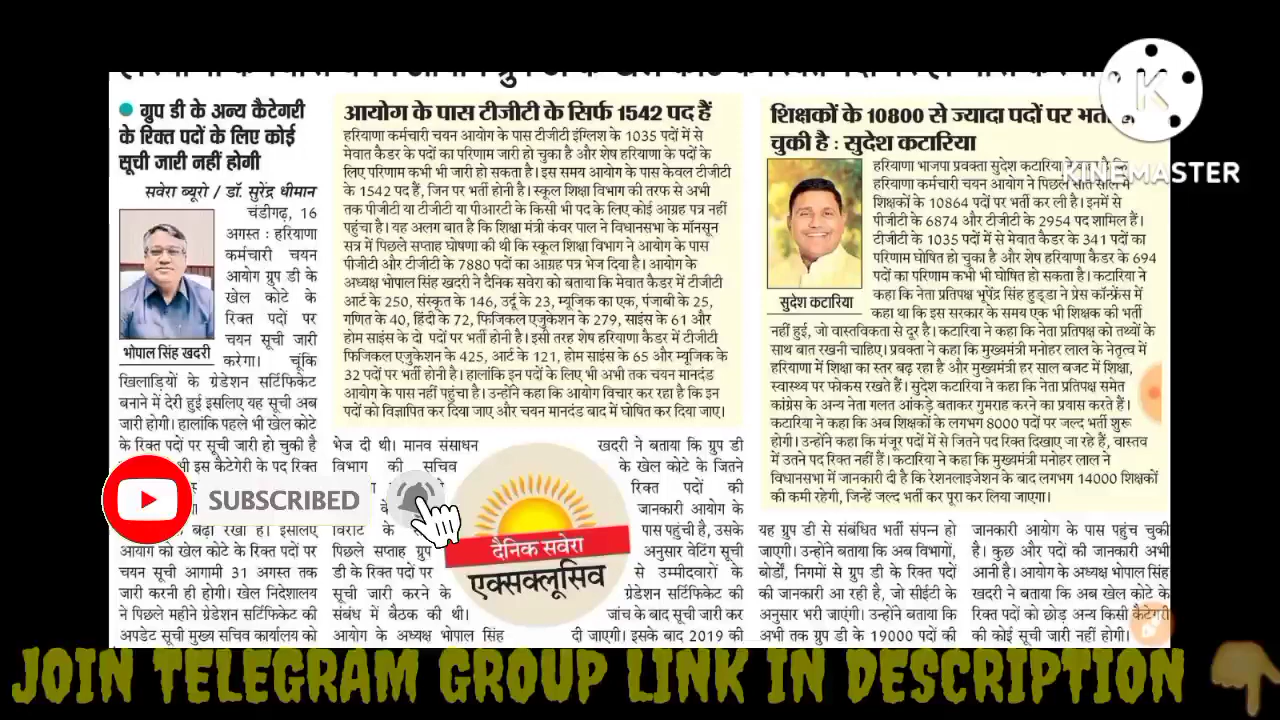 KINEMASTER
ग्रुप डी के अन्य कैटेगरी
के रिक्त पदों के लिए कोई
सूची जारी नहीं होगी
सवेरा ब्यूरो / डॉ. सुरेंद्र धीमान
चंडीगढ़, 16
अगस्त : हरियाणा
कर्मचारी चयन
आयोग ग्रुप डी के
खेल कोटे के
रिक्त पदों पर
चयन सूची जारी
करेगा। चूंकि
भोपाल सिंह खदरी
खिलाड़ियों के ग्रेडेशन सर्टिफिकेट
बनाने में देरी हुई इसलिए यह सूची अब
जारी होगी। हालांकि पहले भी खेल कोटे
के रिक्त पदों पर सूची जारी हो चुकी है
भी इस कैटेगेरी के पद रिक्त
बढ़ा रखा है। इसलिए
आयोग को खेल कोटे के रिक्त पदों पर
चयन सूची आगामी 31 अगस्त तक
जारी करनी ही होगी। खेल निदेशालय
ने पिछले महीने ग्रेडेशन सर्टिफिकेट की
अपडेट सूची मुख्य सचिव कार्यालय को
आयोग के पास टीजीटी के सिर्फ 1542 पद हैं
हरियाणा कर्मचारी चयन आयोग के पास टीजीटी इंग्लिश के 1035 पदों में से
मेवात कैडर के पदों का परिणाम जारी हो चुका है और शेष हरियाणा के पदों के
लिए परिणाम कभी भी जारी हो सकता है। इस समय आयोग के पास केवल टीजीटी
के 1542 पद हैं, जिन पर भर्ती होनी है। स्कूल शिक्षा विभाग की तरफ से अभी
तक पीजीटी या टीजीटी या पीआरटी के किसी भी पद के लिए कोई आग्रह पत्र नहीं
पहुंचा है। यह अलग बात है कि शिक्षा मंत्री कंवर पाल ने विधानसभा के मॉनसून
सत्र में पिछले सप्ताह घोषणा की थी कि स्कूल शिक्षा विभाग ने आयोग के पास
पीजीटी और टीजीटी के 7880 पदों का आग्रह पत्र भेज दिया है। आयोग के
अध्यक्ष भोपाल सिंह खदरी ने दैनिक सवेरा को बताया कि मेवात कैडर में टीजीटी
आर्ट के 250, संस्कृत के 146, उर्दू के 23, म्यूजिक का एक, पंजाबी के 25,
गणित के 40, हिंदी के 72, फिजिकल एजुकेशन के 279, साइंस के 61 और
होम साइंस के दो पदों पर भर्ती होनी है। इसी तरह शेष हरियाणा कैडर में टीजीटी
फिजिकल एजुकेशन के 425, आर्ट के 121, होम साइंस के 65 और म्यूजिक के
32 पदों पर भर्ती होनी है। हालांकि इन पदों के लिए भी अभी तक चयन मानदंड
आयोग के पास नहीं पहुंचा है। उन्होंने कहा कि आयोग विचार कर रहा है कि इन
पदों को विज्ञापित कर दिया जाए और चयन मानदंड बाद में घोषित कर दिया जाए।
भेज दी थी। मानव संसाधन
विभाग की सचिव
विराट के
पिछले सप्ताह ग्रुप
डी के रिक्त पदों पर
सूची जारी करने के
संबंध में बैठक की थी।
आयोग के अध्यक्ष भोपाल सिंह
दैनिक सवेरा
एक्सक्लूसिव
खदरी ने बताया कि ग्रुप डी
के खेल कोटे के जितने
रिक्त पदों की
जानकारी आयोग के
पास पहुंची है, उसके
अनुसार वेटिंग सूची
से उम्मीदवारों के
ग्रेडेशन सर्टिफिकेट की
जांच के बाद सूची जारी कर
दी जाएगी। इसके बाद 2019 की
शिक्षकों के 10800 से ज्यादा पदों पर
चुकी है : सुदेश कटारिया
हरियाणा भाजपा प्रवक्ता सुदेश कटारिया
हरियाणा कर्मचारी चयन आयोग ने पिछले सात साल में
शिक्षकों के 10864 पदों पर भर्ती कर ली है। इनमें से
पीजीटी के 6874 और टीजीटी के 2954 पद शामिल हैं।
टीजीटी के 1035 पदों में से मेवात कैडर के 341 पदों का
परिणाम घोषित हो चुका है और शेष हरियाणा कैडर के 694
पदों का परिणाम कभी भी घोषित हो सकता है। कटारिया ने
कहा कि नेता प्रतिपक्ष भूपेंद्र सिंह हुड्डा ने प्रेस कॉन्फ्रेंस में
कहा था कि इस सरकार के समय एक भी शिक्षक की भर्ती
सुदेश कटारिया
नहीं हुई, जो वास्तविकता से दूर है। कटारिया ने कहा कि नेता प्रतिपक्ष को तथ्यों के
साथ बात रखनी चाहिए। प्रवक्ता ने कहा कि मुख्यमंत्री मनोहर लाल के नेतृत्व में
हरियाणा में शिक्षा का स्तर बढ़ रहा है और मुख्यमंत्री हर साल बजट में शिक्षा,
स्वास्थ्य पर फोकस रखते हैं। सुदेश कटारिया ने कहा कि नेता प्रतिपक्ष समेत
कांग्रेस के अन्य नेता गलत आंकड़े बताकर गुमराह करने का प्रयास करते हैं।
कटारिया ने कहा कि अब शिक्षकों के लगभग 8000 पदों पर जल्द भर्ती शुरू
होगी। उन्होंने कहा कि मंजूर पदों में से जितने पद रिक्त दिखाए जा रहे हैं, वास्तव
में उतने पद रिक्त नहीं हैं। कटारिया ने कहा कि मुख्यमंत्री मनोहर लाल ने
विधानसभा में जानकारी दी है कि रेशनलाइजेशन के बाद लगभग 14000 शिक्षकों
की कमी रहेगी, जिन्हें जल्द भर्ती कर पूरा कर लिया जाएगा।
यह ग्रुप डी से संबंधित भर्ती संपन्न हो
जाएगी। उन्होंने बताया कि अब विभागों,
बोर्डों, निगमों से ग्रुप डी के रिक्त पदों
की जानकारी आ रही है, जो सीईटी के
अनुसार भरी जाएंगी। उन्होंने बताया कि
अभी तक ग्रुप डी के 19000 पदों की
जानकारी आयोग के पास पहुंच चुकी
है। कुछ और पदों की जानकारी अभी
आनी है। आयोग के अध्यक्ष भोपाल सिंह
खदरी ने बताया कि अब खेल कोटे के
रिक्त पदों को छोड़ अन्य किसी कैटेगरी
की कोई सूची जारी नहीं होगी।
SUBSCRIBED
JOIN TELEGRAM GROUP LINK IN DESCRIPTION